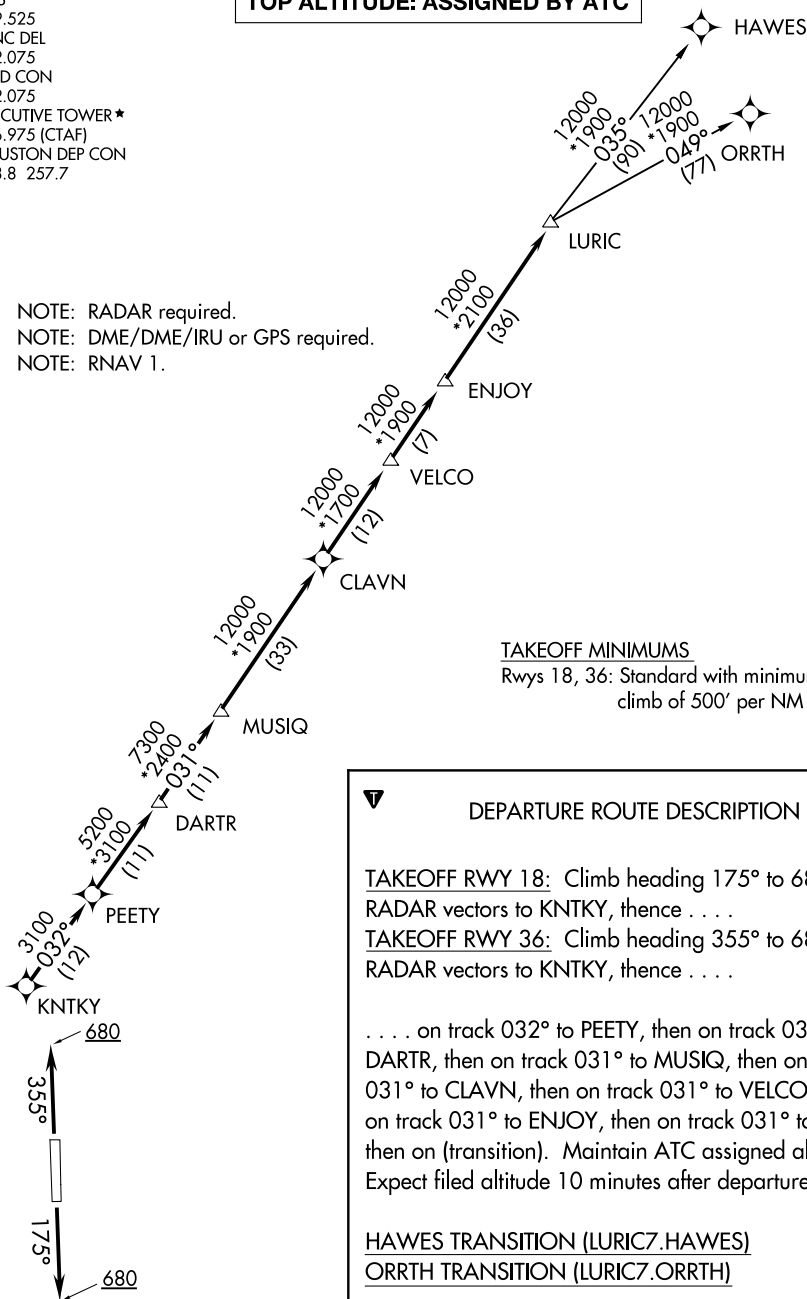 .525
NC DEL
.075
D CON
.075
CUTIVE TOWER★
.975 (CTAF)
USTON DEP CON
.8 257.7
TOP ALTITUDE: ASSIGNED BY ATC
HAWES
12000
*1900
035°
(90)
12000
*1900
049°
(77)
ORRTH
LURIC
NOTE: RADAR required.
NOTE: DME/DME/IRU or GPS required.
NOTE: RNAV 1.
12000
*2100
(36)
ENJOY
12000
*1900
(7)
VELCO
12000
*1700
(12)
CLAVN
12000
*1900
(33)
TAKEOFF MINIMUMS
Rwys 18, 36: Standard with minimu
climb of 500' per NM
MUSIQ
7300
*2400
031°
(11)
DARTR
5200
*3100
(11)
PEETY
3100
032°
(12)
KNTKY
680
355°
175°
680
T
DEPARTURE ROUTE DESCRIPTION
TAKEOFF RWY 18: Climb heading 175° to 68
RADAR vectors to KNTKY, thence . . . .
TAKEOFF RWY 36: Climb heading 355° to 68
RADAR vectors to KNTKY, thence . . . .
. . . . on track 032° to PEETY, then on track 03
DARTR, then on track 031° to MUSIQ, then on
031° to CLAVN, then on track 031° to VELCO
on track 031° to ENJOY, then on track 031° to
then on (transition). Maintain ATC assigned al
Expect filed altitude 10 minutes after departure
HAWES TRANSITION (LURIC7.HAWES)
ORRTH TRANSITION (LURIC7.ORRTH)